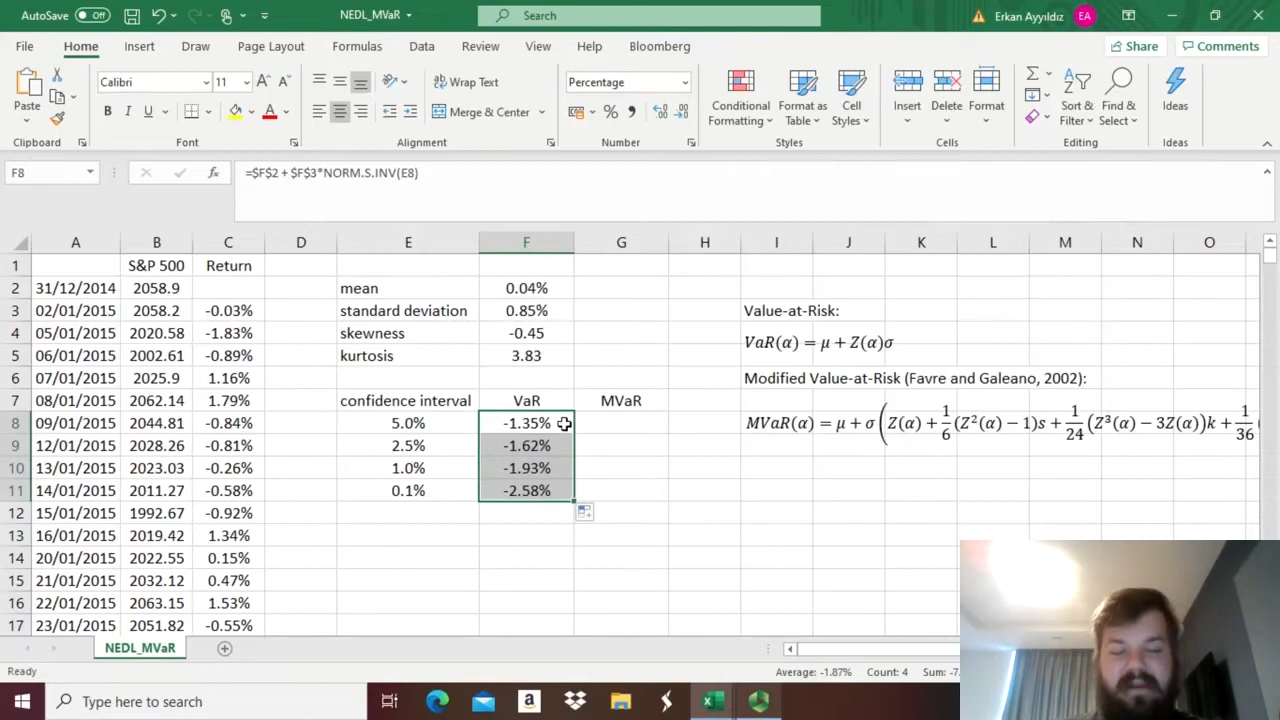 AutoSave Off NEDL_MVaR Search Erkan Ayyıldız EA
File Home Insert Draw Page Layout Formulas Data Review View Help Bloomberg Share Comments
Paste Calibri 11 A A Wrap Text Percentage Conditional Formatting Format as Table Cell Styles Insert Delete Format Sort & Filter Find & Select Ideas
B I U A Merge & Center % 9
Clipboard Font Alignment Number Styles Cells Editing Ideas
F8 fx =$F$2 + $F$3*NORM.S.INV(E8)
A B C D E F G H I J K L M N O
1 S&P 500 Return
2 31/12/2014 2058.9 mean 0.04%
3 02/01/2015 2058.2 -0.03% standard deviation 0.85% Value-at-Risk:
4 05/01/2015 2020.58 -1.83% skewness -0.45 VaR(α) = μ + Z(α)σ
5 06/01/2015 2002.61 -0.89% kurtosis 3.83
6 07/01/2015 2025.9 1.16% Modified Value-at-Risk (Favre and Galeano, 2002):
7 08/01/2015 2062.14 1.79% confidence interval VaR MVaR
8 09/01/2015 2044.81 -0.84% 5.0% -1.35% MVaR(α) = μ + σ(Z(α) + 1/6 (Z²(α) − 1)s + 1/24 (Z³(α) − 3Z(α))k + 1/36 (
9 12/01/2015 2028.26 -0.81% 2.5% -1.62%
10 13/01/2015 2023.03 -0.26% 1.0% -1.93%
11 14/01/2015 2011.27 -0.58% 0.1% -2.58%
12 15/01/2015 1992.67 -0.92%
13 16/01/2015 2019.42 1.34%
14 20/01/2015 2022.55 0.15%
15 21/01/2015 2032.12 0.47%
16 22/01/2015 2063.15 1.53%
17 23/01/2015 2051.82 -0.55%
NEDL_MVaR
Ready Average: -1.87% Count: 4 Sum:
Type here to search